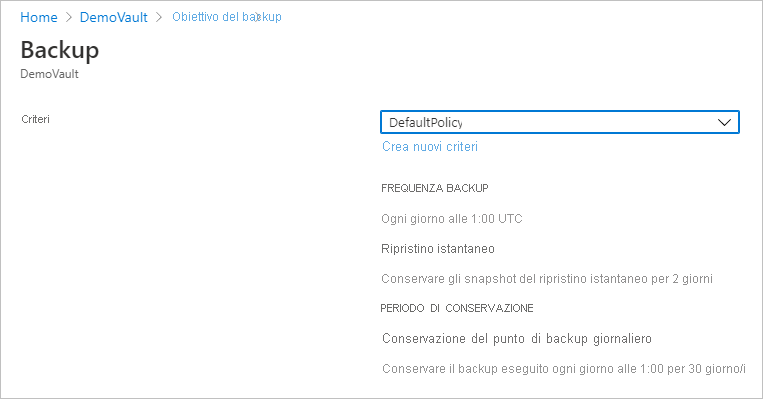 Home > DemoVault > Obiettivo del backup
Backup
DemoVault
Criteri
DefaultPolicy
Crea nuovi criteri
FREQUENZA BACKUP
Ogni giorno alle 1:00 UTC
Ripristino istantaneo
Conservare gli snapshot del ripristino istantaneo per 2 giorni
PERIODO DI CONSERVAZIONE
Conservazione del punto di backup giornaliero
Conservare il backup eseguito ogni giorno alle 1:00 per 30 giorno/i